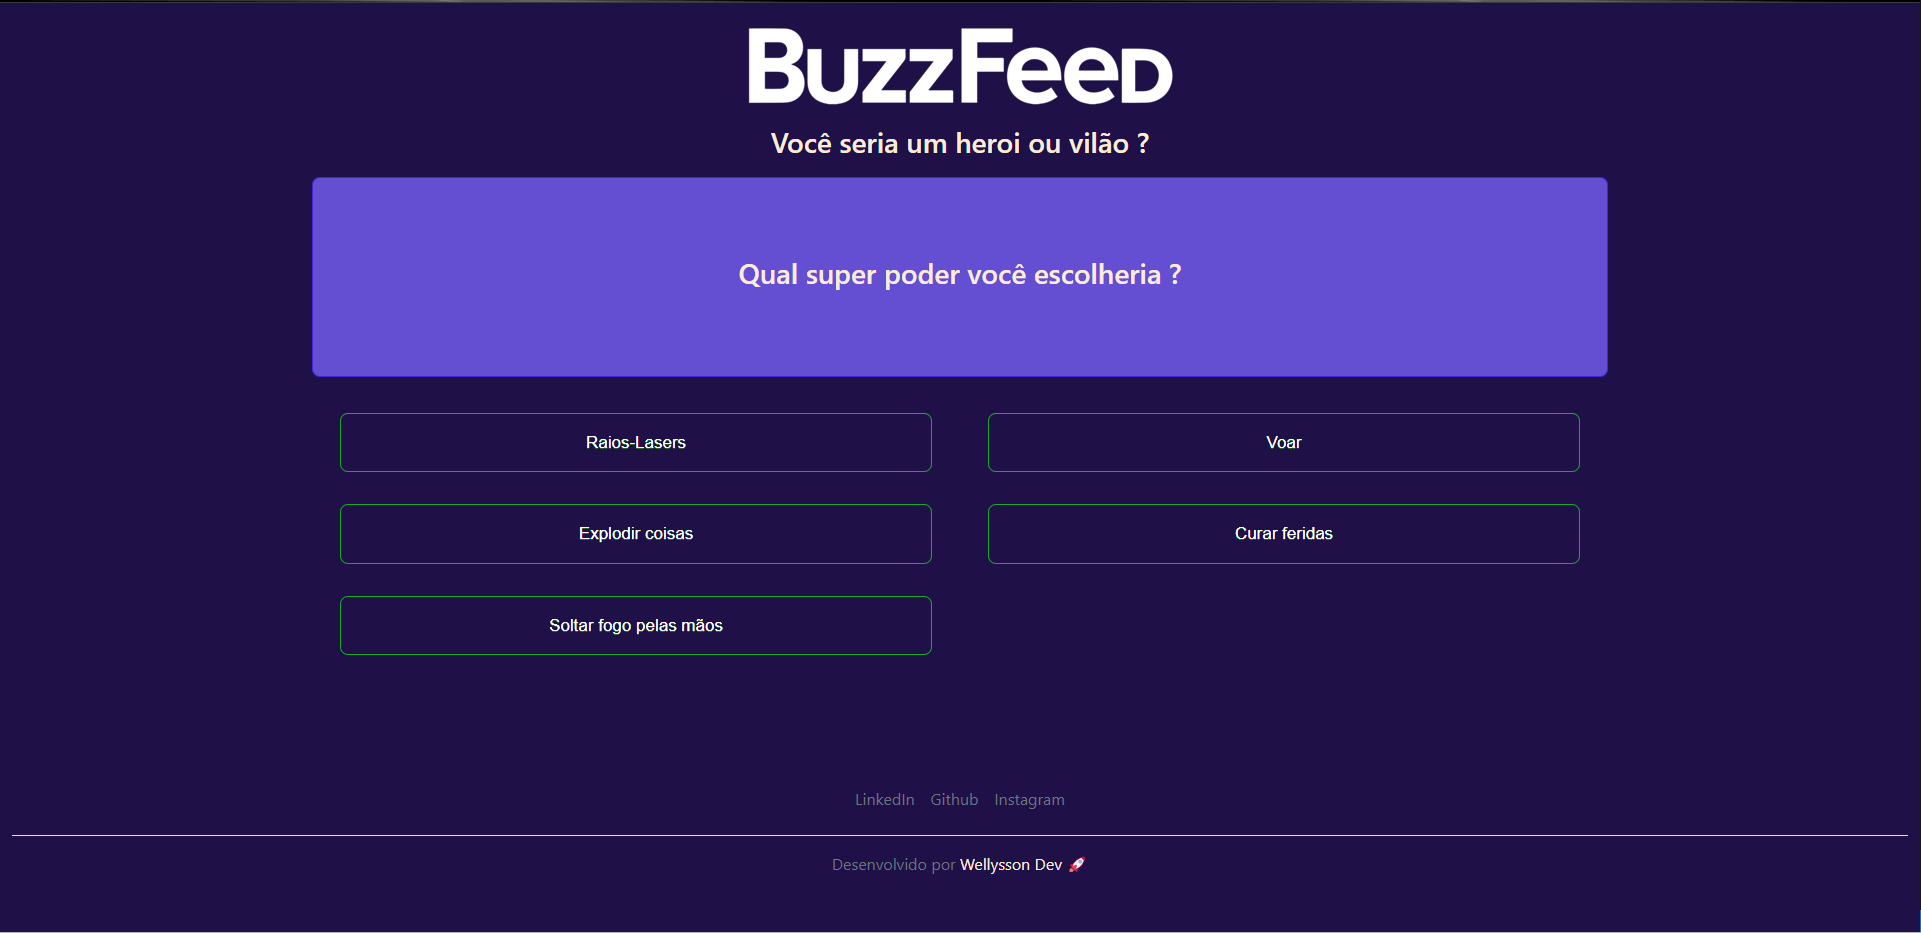 BuzzFeed
Você seria um heroi ou vilão ?
Qual super poder você escolheria ?
Raios-Lasers
Voar
Explodir coisas
Curar feridas
Soltar fogo pelas mãos
LinkedIn Github Instagram
Desenvolvido por Wellysson Dev 🚀